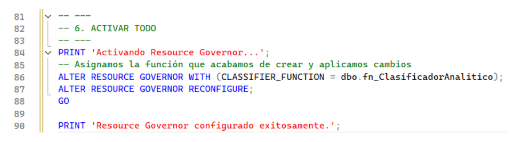 81 -- ---
82 -- 6. ACTIVAR TODO
83 -- ---
84 PRINT 'Activando Resource Governor...';
85 -- Asignamos la función que acabamos de crear y aplicamos cambios
86 ALTER RESOURCE GOVERNOR WITH (CLASSIFIER_FUNCTION = dbo.fn_ClasificadorAnalitico);
87 ALTER RESOURCE GOVERNOR RECONFIGURE;
88 GO
89
90 PRINT 'Resource Governor configurado exitosamente.';